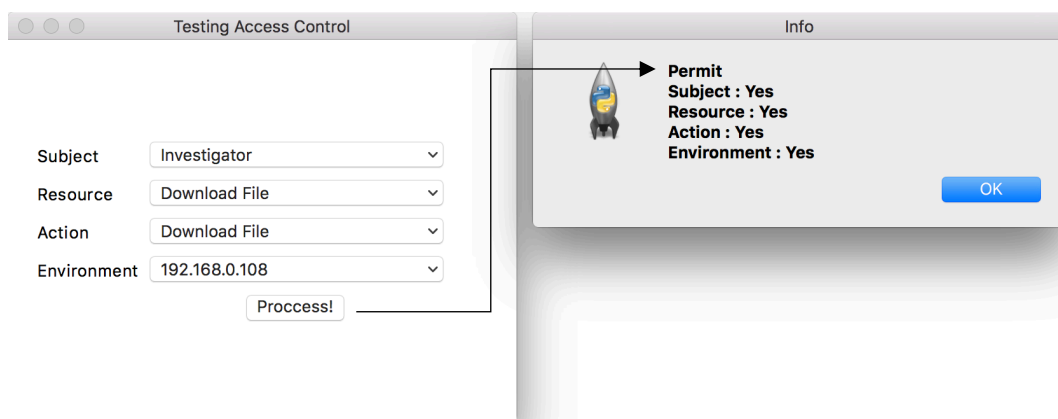 Testing Access Control
Subject Investigator
Resource Download File
Action Download File
Environment 192.168.0.108
Proccess!
Info
Permit
Subject : Yes
Resource : Yes
Action : Yes
Environment : Yes
OK